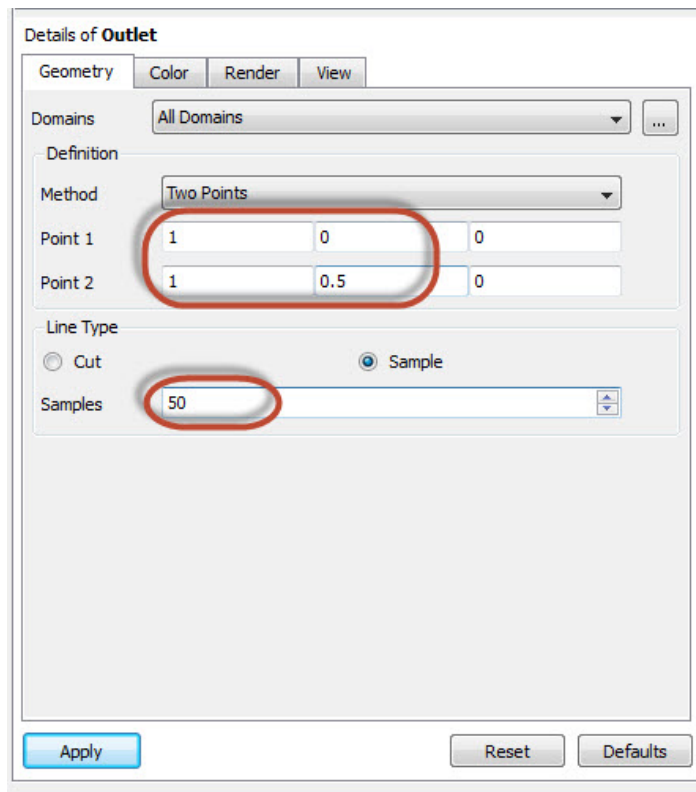 Details of Outlet
Geometry Color Render View
Domains All Domains ...
Definition
Method Two Points
Point 1 1 0 0
Point 2 1 0.5 0
Line Type
Cut Sample
Samples 50
Apply Reset Defaults